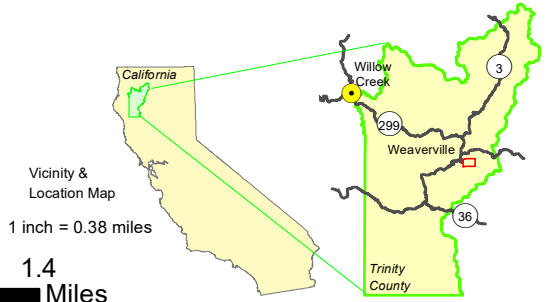 California
Willow
Creek
3
299
Weaverville
Vicinity &
Location Map
1 inch = 0.38 miles
36
1.4
Miles
Trinity
County